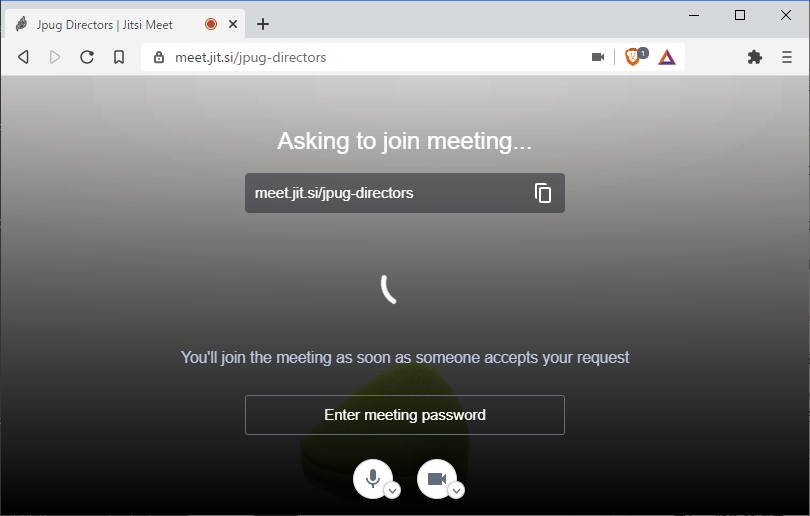 Jpug Directors | Jitsi Meet
meet.jit.si/jpug-directors
1
Asking to join meeting...
meet.jit.si/jpug-directors
You'll join the meeting as soon as someone accepts your request
Enter meeting password